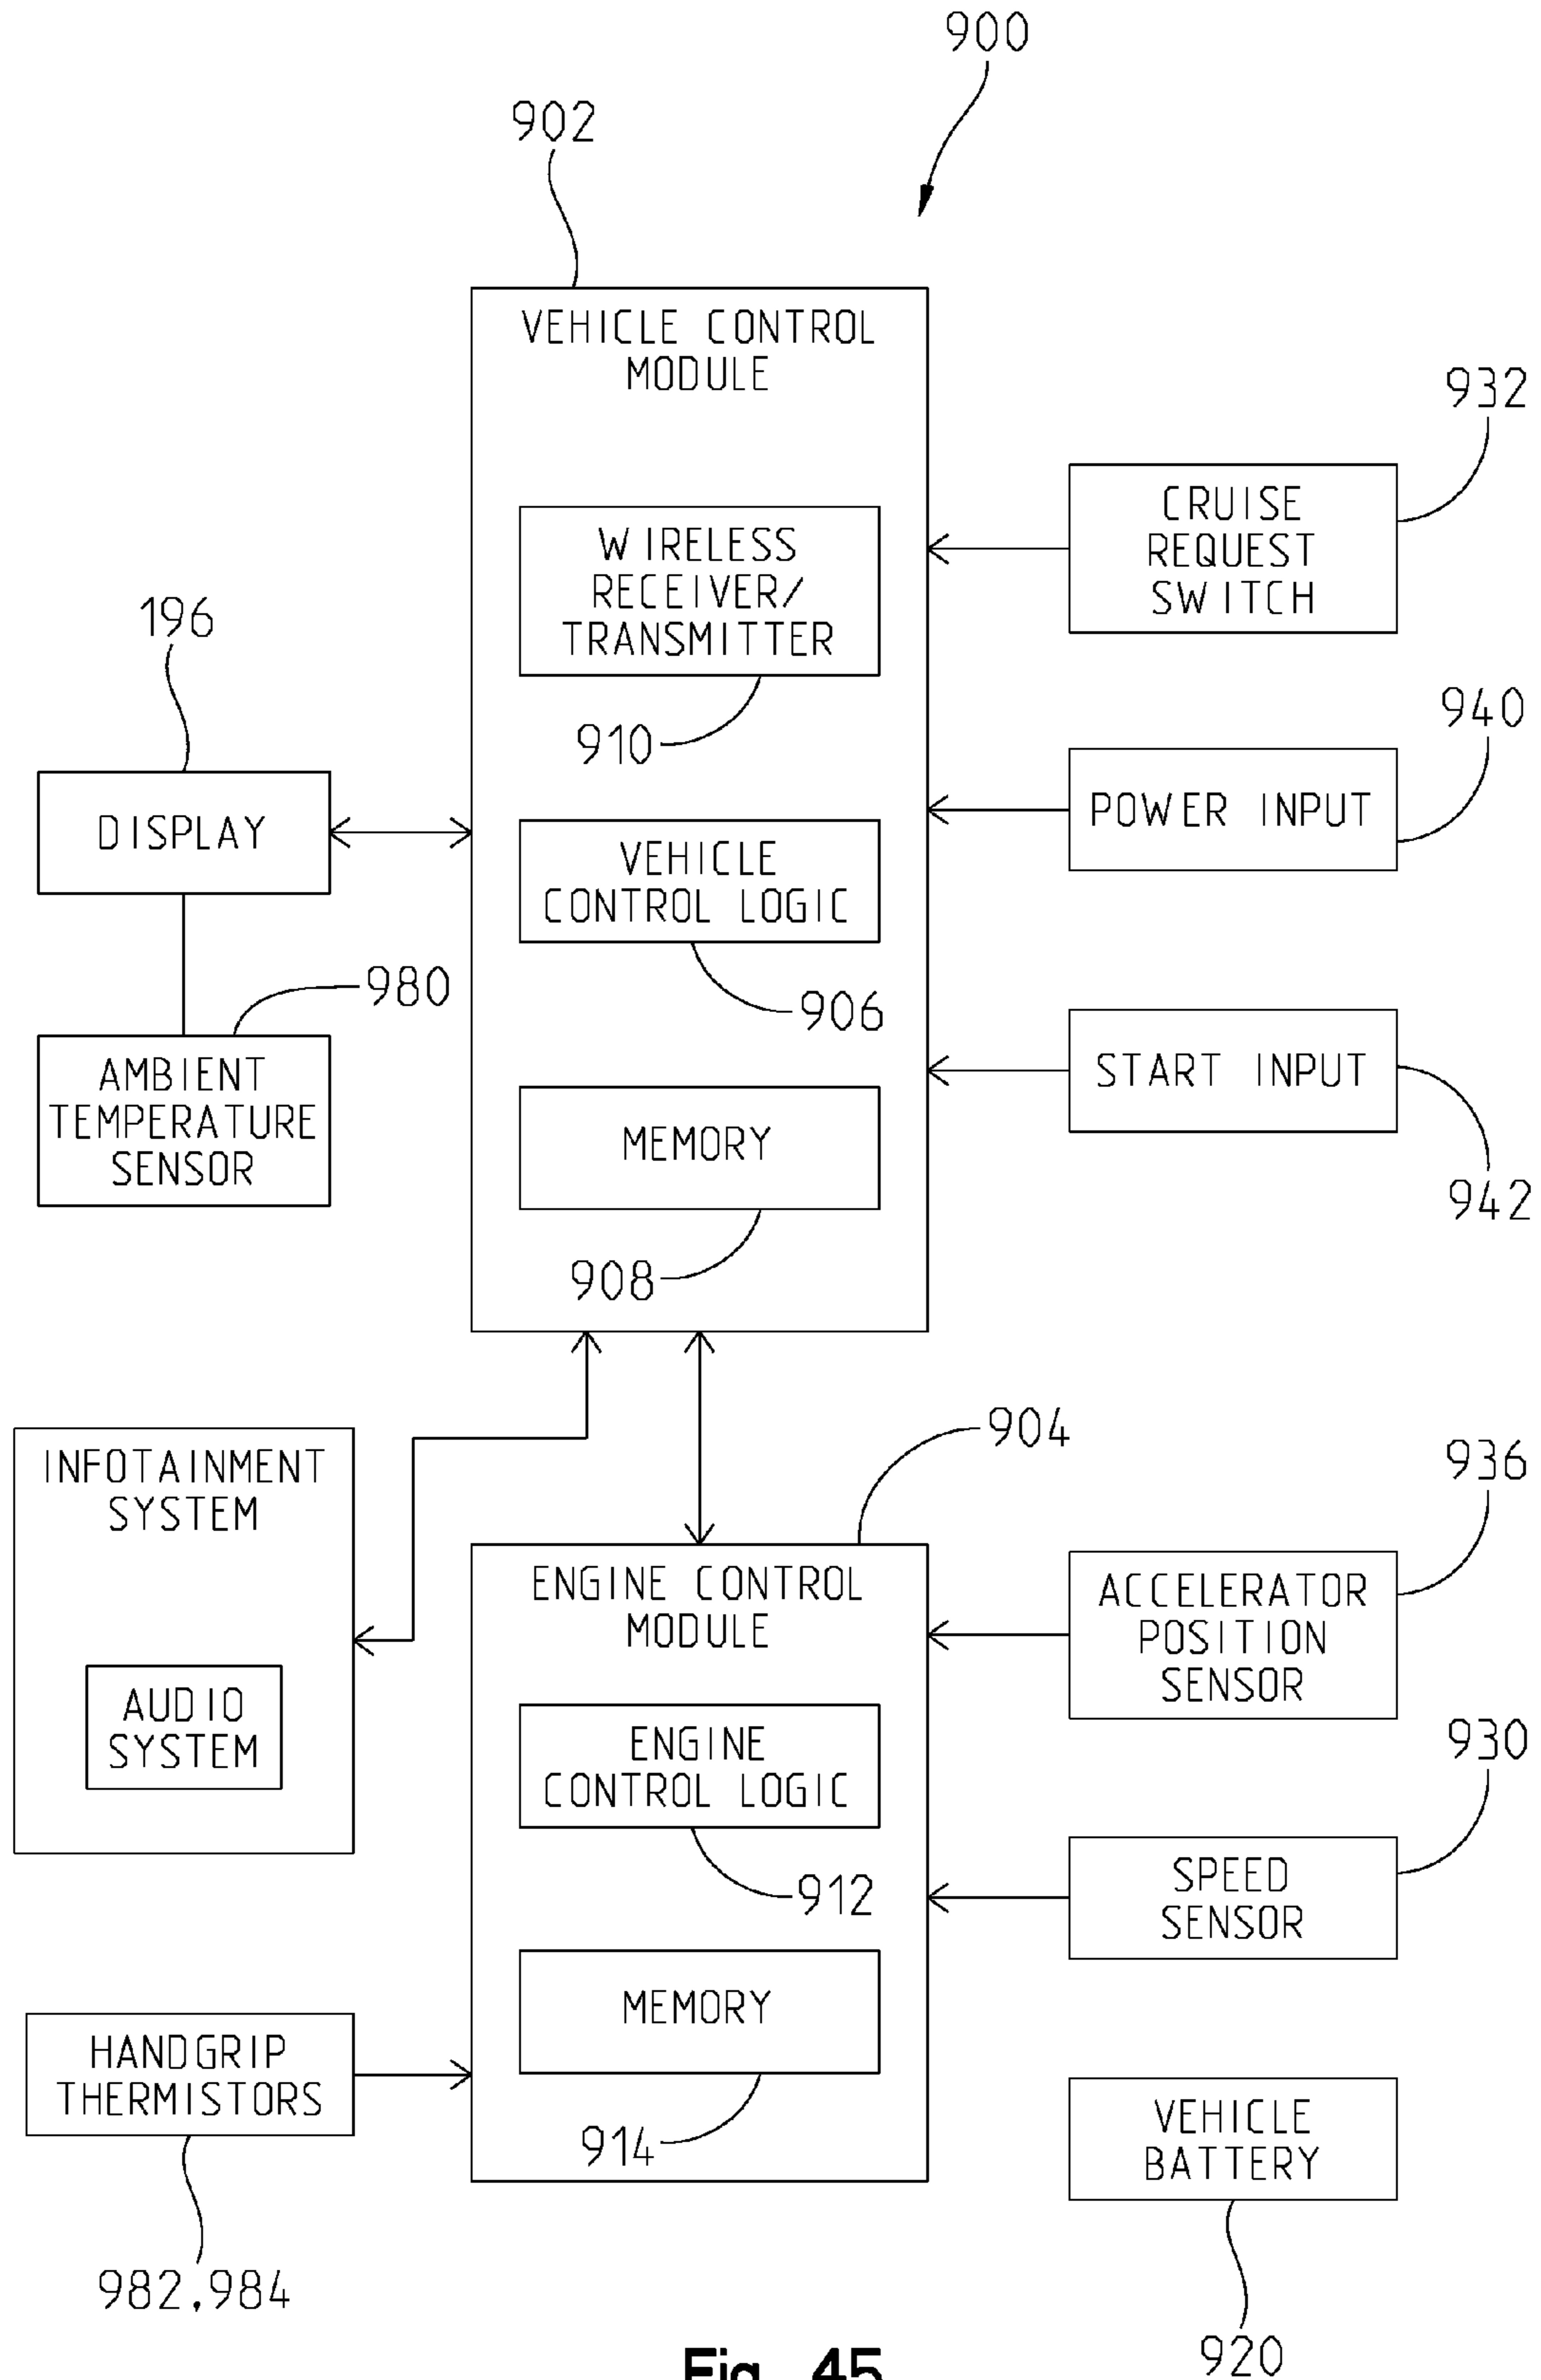 900
902
VEHICLE CONTROL
MODULE
932
CRUISE
REQUEST
SWITCH
WIRELESS
RECEIVER/
TRANSMITTER
910
196
DISPLAY
940
POWER INPUT
VEHICLE
CONTROL LOGIC
906
980
AMBIENT
TEMPERATURE
SENSOR
START INPUT
942
MEMORY
908
904
INFOTAINMENT
SYSTEM
AUDIO
SYSTEM
ENGINE CONTROL
MODULE
936
ACCELERATOR
POSITION
SENSOR
ENGINE
CONTROL LOGIC
912
930
SPEED
SENSOR
MEMORY
914
HANDGRIP
THERMISTORS
982,984
VEHICLE
BATTERY
920
Fig. 45